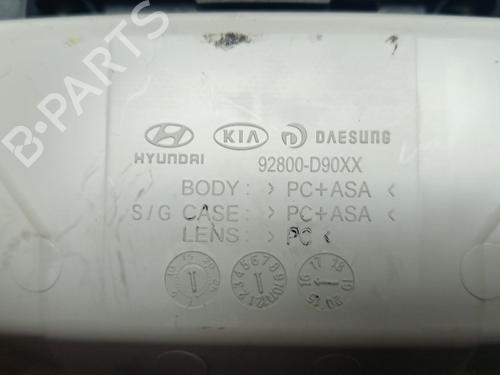 B-PARTS
HYUNDAI KIA DAESUNG
92800-D90XX
BODY : > PC+ASA <
S/G CASE : > PC+ASA <
LENS : > PC <